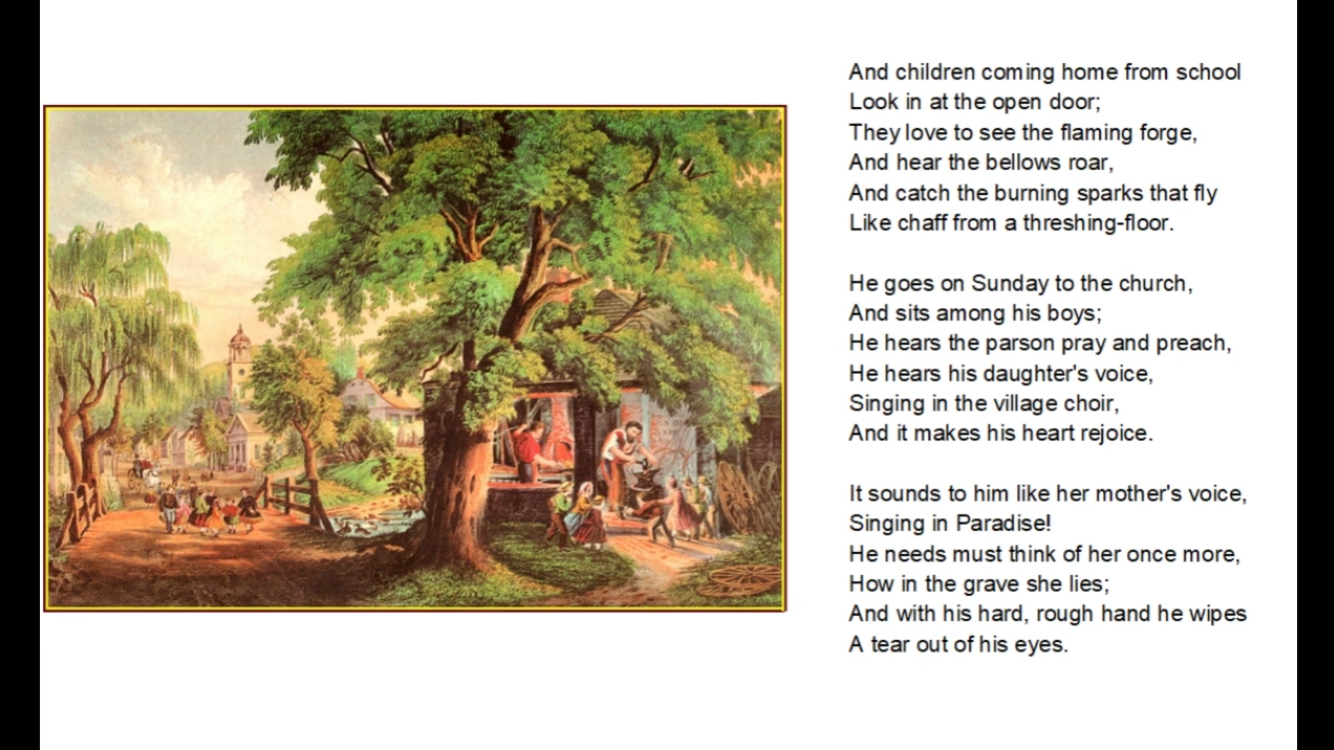 And children coming home from school
Look in at the open door;
They love to see the flaming forge,
And hear the bellows roar,
And catch the burning sparks that fly
Like chaff from a threshing-floor.
He goes on Sunday to the church,
And sits among his boys;
He hears the parson pray and preach,
He hears his daughter's voice,
Singing in the village choir,
And it makes his heart rejoice.
It sounds to him like her mother's voice,
Singing in Paradise!
He needs must think of her once more,
How in the grave she lies;
And with his hard, rough hand he wipes
A tear out of his eyes.